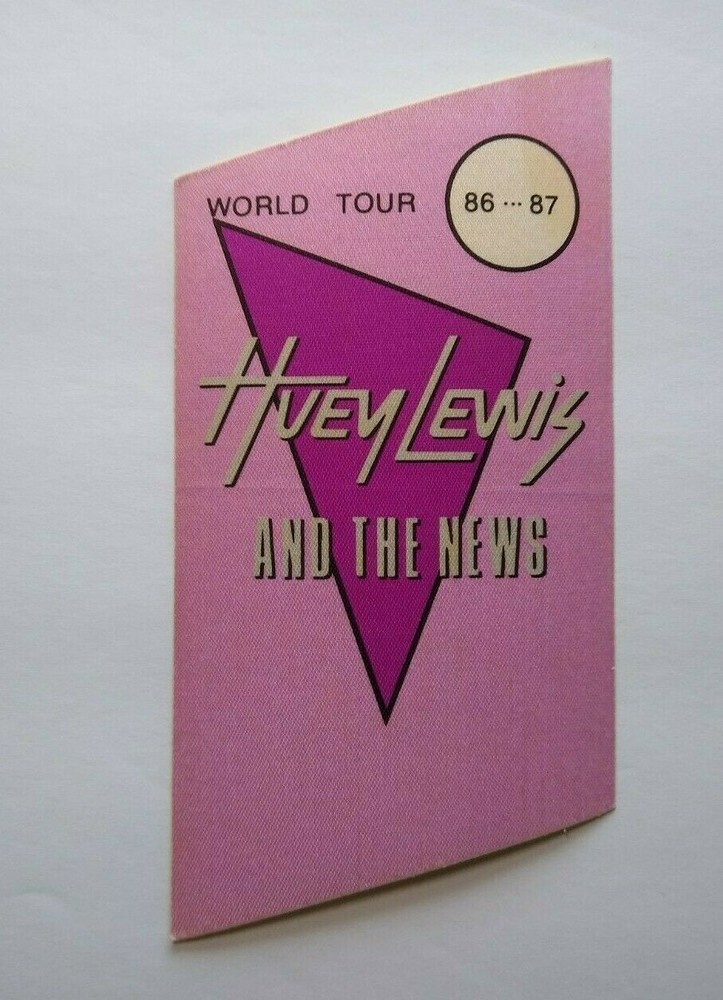 WORLD TOUR 86 ... 87
HUEY LEWIS
AND THE NEWS